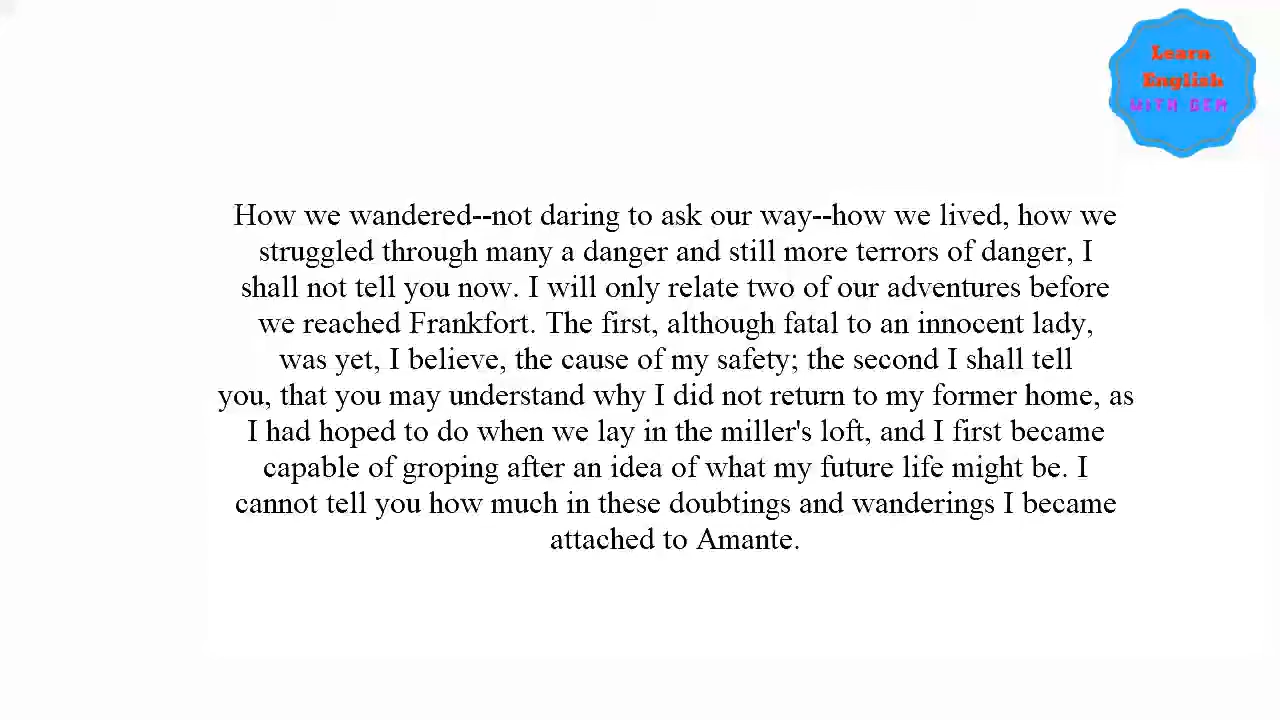 Learn
English
WITH BEN
How we wandered--not daring to ask our way--how we lived, how we
struggled through many a danger and still more terrors of danger, I
shall not tell you now. I will only relate two of our adventures before
we reached Frankfort. The first, although fatal to an innocent lady,
was yet, I believe, the cause of my safety; the second I shall tell
you, that you may understand why I did not return to my former home, as
I had hoped to do when we lay in the miller's loft, and I first became
capable of groping after an idea of what my future life might be. I
cannot tell you how much in these doubtings and wanderings I became
attached to Amante.